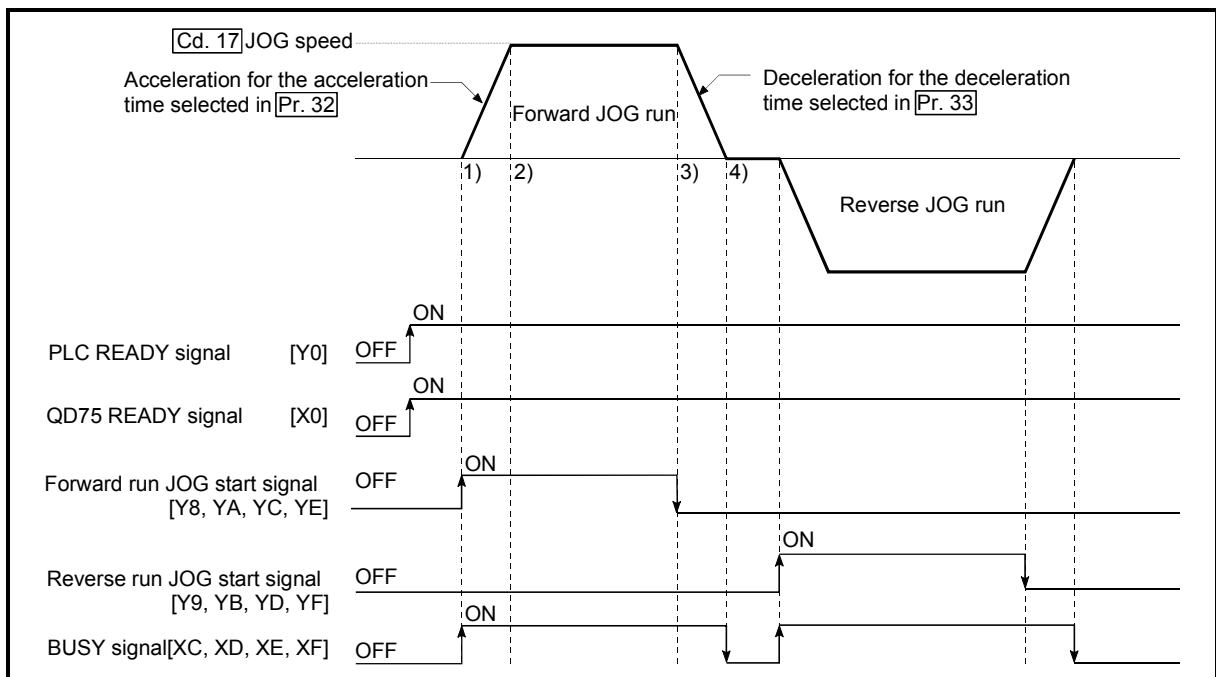 Cd. 17 JOG speed
Acceleration for the acceleration
time selected in Pr. 32
Deceleration for the deceleration
time selected in Pr. 33
Forward JOG run
1) 2) 3) 4)
Reverse JOG run
ON
PLC READY signal [Y0] OFF
ON
QD75 READY signal [X0] OFF
ON
Forward run JOG start signal OFF
[Y8, YA, YC, YE]
ON
Reverse run JOG start signal OFF
[Y9, YB, YD, YF]
ON
BUSY signal[XC, XD, XE, XF] OFF